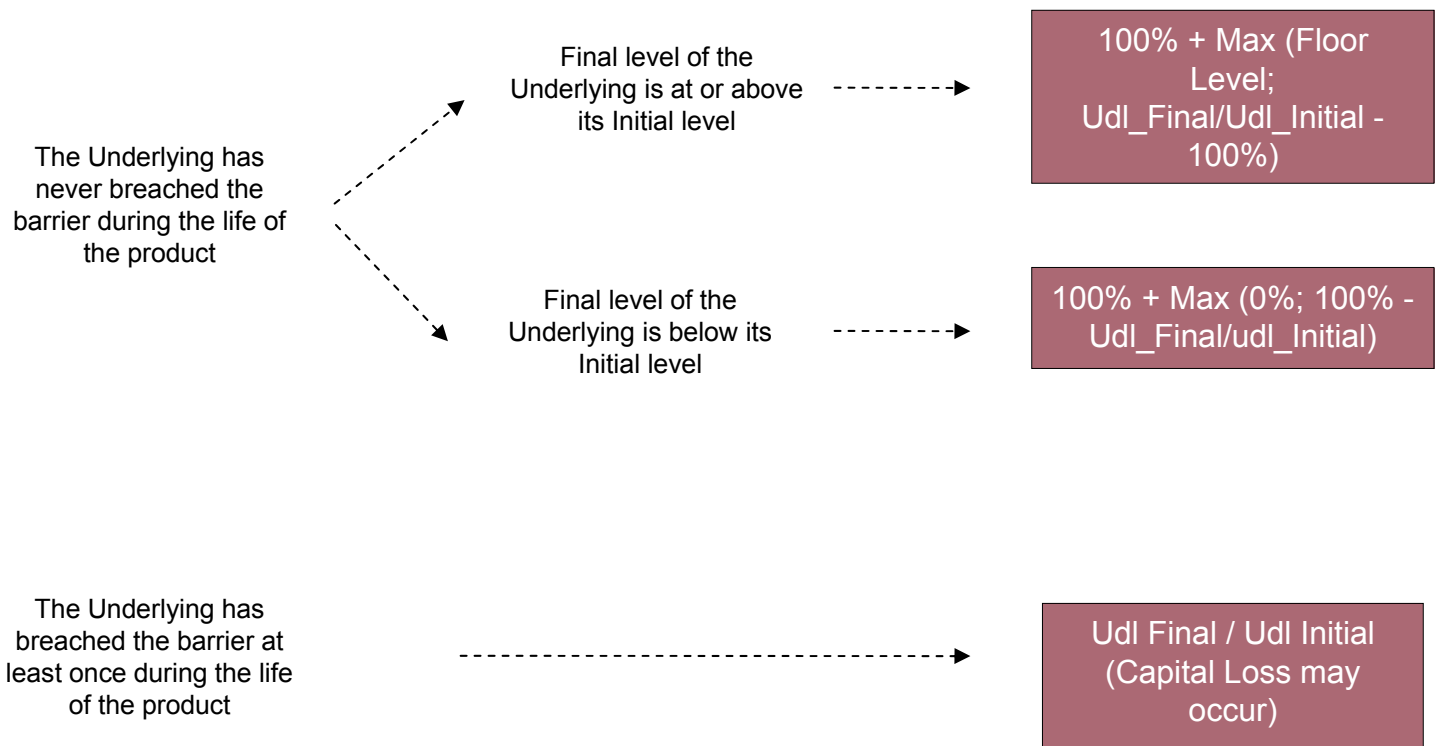 The Underlying has
never breached the
barrier during the life of
the product
Final level of the
Underlying is at or above
its Initial level
100% + Max (Floor
Level;
Udl_Final/Udl_Initial -
100%)
Final level of the
Underlying is below its
Initial level
100% + Max (0%; 100% -
Udl_Final/udl_Initial)
The Underlying has
breached the barrier at
least once during the life
of the product
Udl Final / Udl Initial
(Capital Loss may
occur)